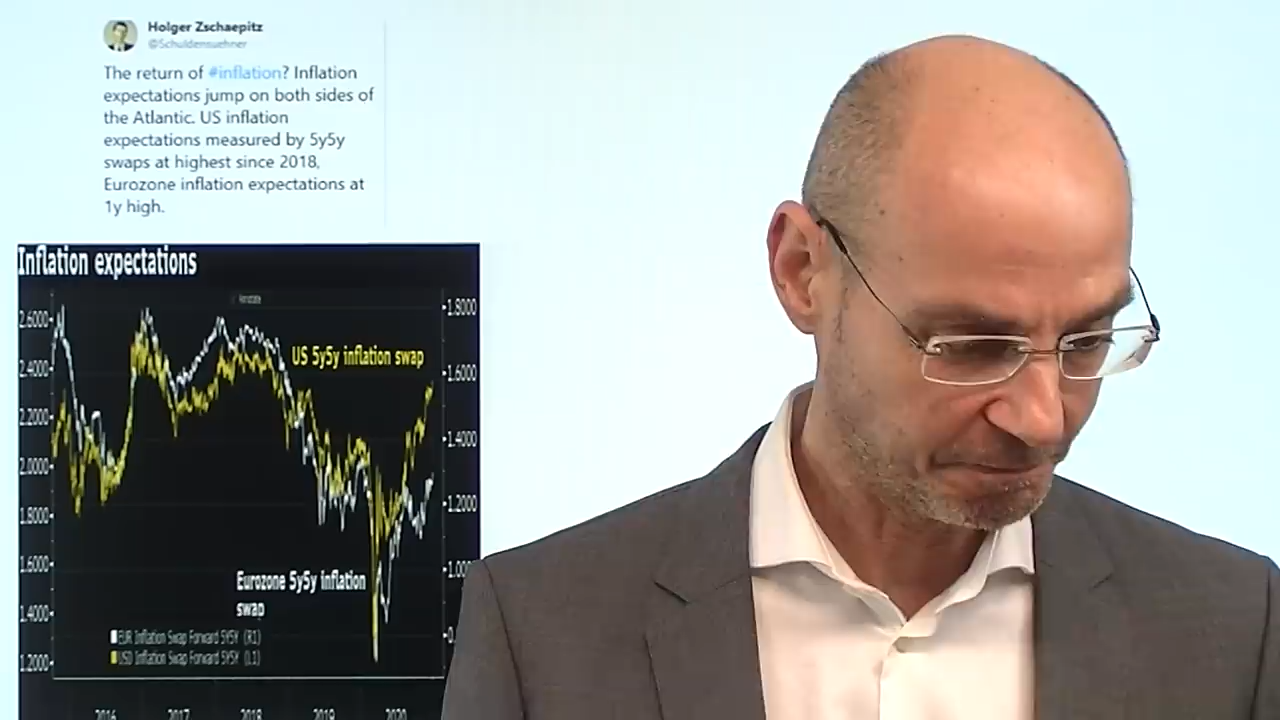 Holger Zschaepitz
@Schuldensuehner
The return of #inflation? Inflation
expectations jump on both sides of
the Atlantic. US inflation
expectations measured by 5y5y
swaps at highest since 2018,
Eurozone inflation expectations at
1y high.
Inflation expectations
Annotate
2.6000
1.8000
US 5y5y inflation swap
2.4000
1.6000
2.2000
1.4000
2.0000
1.2000
1.8000
1.6000
1.000
Eurozone 5y5y inflation
swap
1.4000
EUR Inflation Swap Forward 5Y5Y (R1)
0.
USD Inflation Swap Forward 5Y5Y (L1)
1.2000
2016 2017 2018 2019 2020